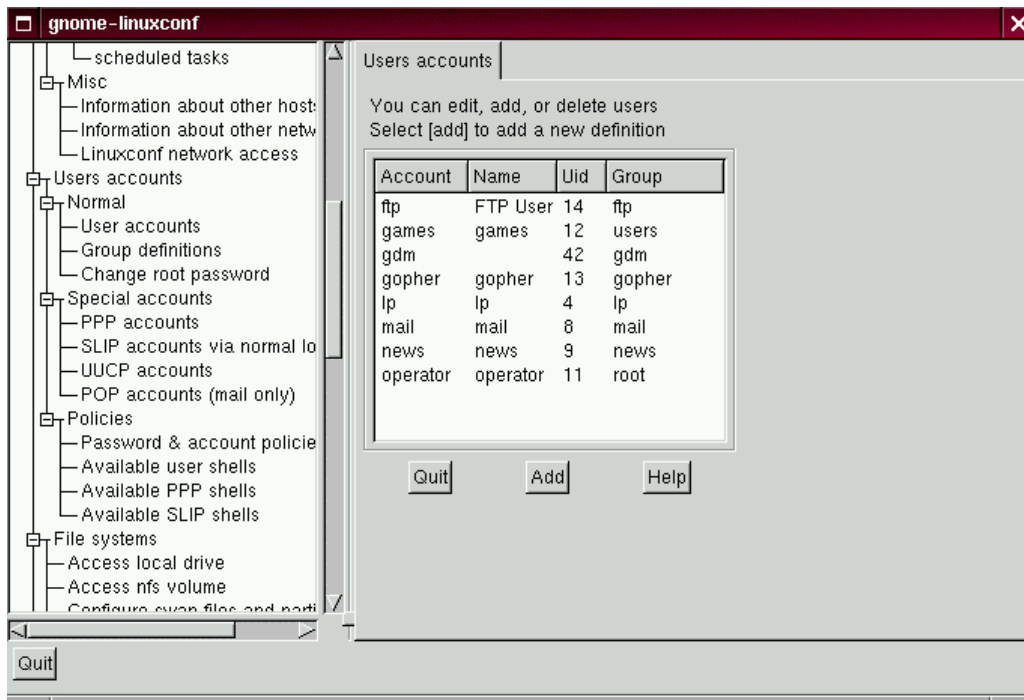 gnome-linuxconf
scheduled tasks
Misc
Information about other hosts
Information about other netw
Linuxconf network access
Users accounts
Normal
User accounts
Group definitions
Change root password
Special accounts
PPP accounts
SLIP accounts via normal lo
UUCP accounts
POP accounts (mail only)
Policies
Password & account policie
Available user shells
Available PPP shells
Available SLIP shells
File systems
Access local drive
Access nfs volume
Configure swap files and parti
Quit
Users accounts
You can edit, add, or delete users
Select [add] to add a new definition
Account Name Uid Group
ftp FTP User 14 ftp
games games 12 users
gdm 42 gdm
gopher gopher 13 gopher
lp lp 4 lp
mail mail 8 mail
news news 9 news
operator operator 11 root
Quit Add Help